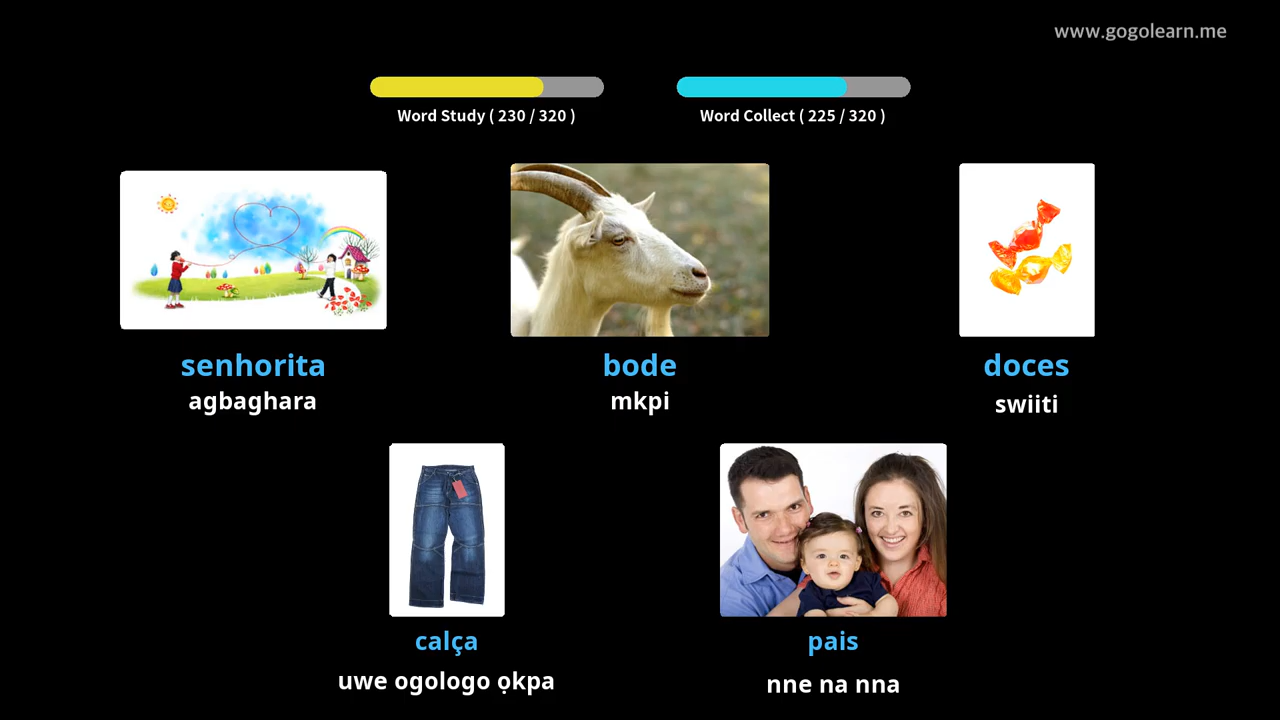 www.gogolearn.me
Word Study ( 230 / 320 )
Word Collect ( 225 / 320 )
senhorita
agbaghara
bode
mkpi
doces
swiiti
calça
uwe ogologo ọkpa
pais
nne na nna